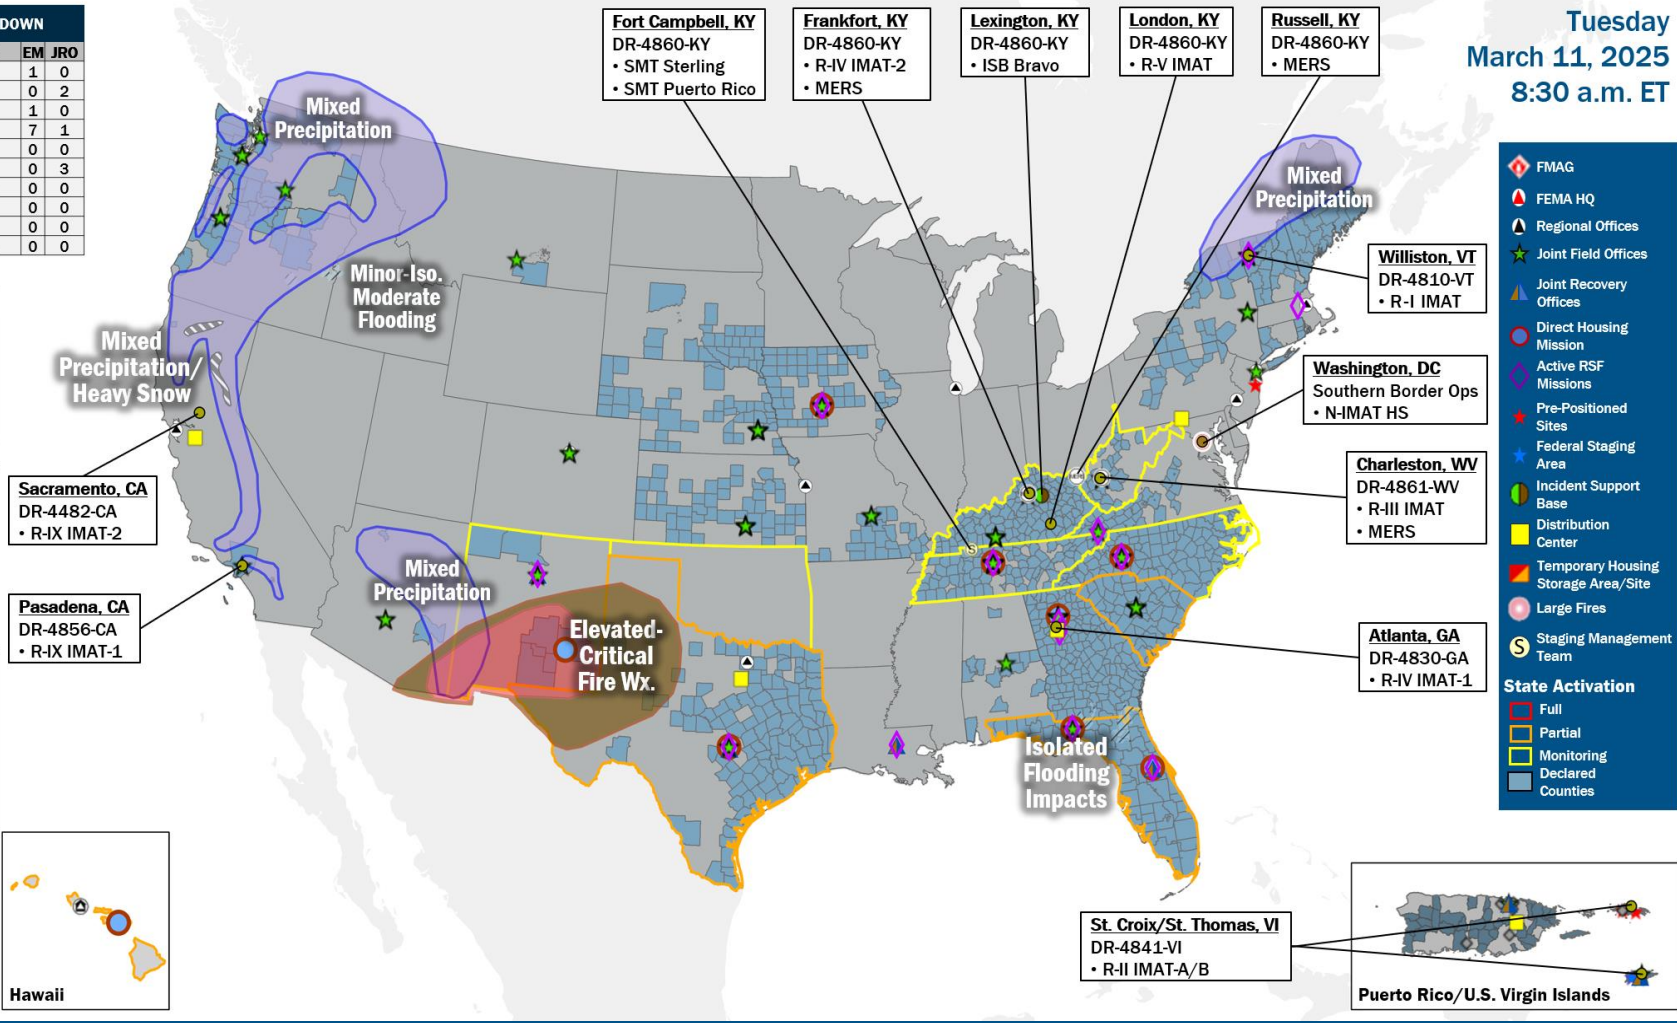 DOWN
EM JRO
1 0
0 2
1 0
7 1
0 0
0 3
0 0
0 0
0 0
0 0
Fort Campbell, KY
DR-4860-KY
• SMT Sterling
• SMT Puerto Rico
Frankfort, KY
DR-4860-KY
• R-IV IMAT-2
• MERS
Lexington, KY
DR-4860-KY
• ISB Bravo
London, KY
DR-4860-KY
• R-V IMAT
Russell, KY
DR-4860-KY
• MERS
Tuesday
March 11, 2025
8:30 a.m. ET
Mixed
Precipitation
Minor-Iso.
Moderate
Flooding
Mixed
Precipitation/
Heavy Snow
Mixed
Precipitation
Williston, VT
DR-4810-VT
• R-I IMAT
Washington, DC
Southern Border Ops
• N-IMAT HS
Charleston, WV
DR-4861-WV
• R-III IMAT
• MERS
Sacramento, CA
DR-4482-CA
• R-IX IMAT-2
Pasadena, CA
DR-4856-CA
• R-IX IMAT-1
Mixed
Precipitation
Elevated-
Critical
Fire Wx.
S
Atlanta, GA
DR-4830-GA
• R-IV IMAT-1
Isolated
Flooding
Impacts
St. Croix/St. Thomas, VI
DR-4841-VI
• R-II IMAT-A/B
Hawaii
Puerto Rico/U.S. Virgin Islands
FMAG
FEMA HQ
Regional Offices
Joint Field Offices
Joint Recovery
Offices
Direct Housing
Mission
Active RSF
Missions
Pre-Positioned
Sites
Federal Staging
Area
Incident Support
Base
Distribution
Center
Temporary Housing
Storage Area/Site
Large Fires
S
Staging Management
Team
State Activation
Full
Partial
Monitoring
Declared
Counties